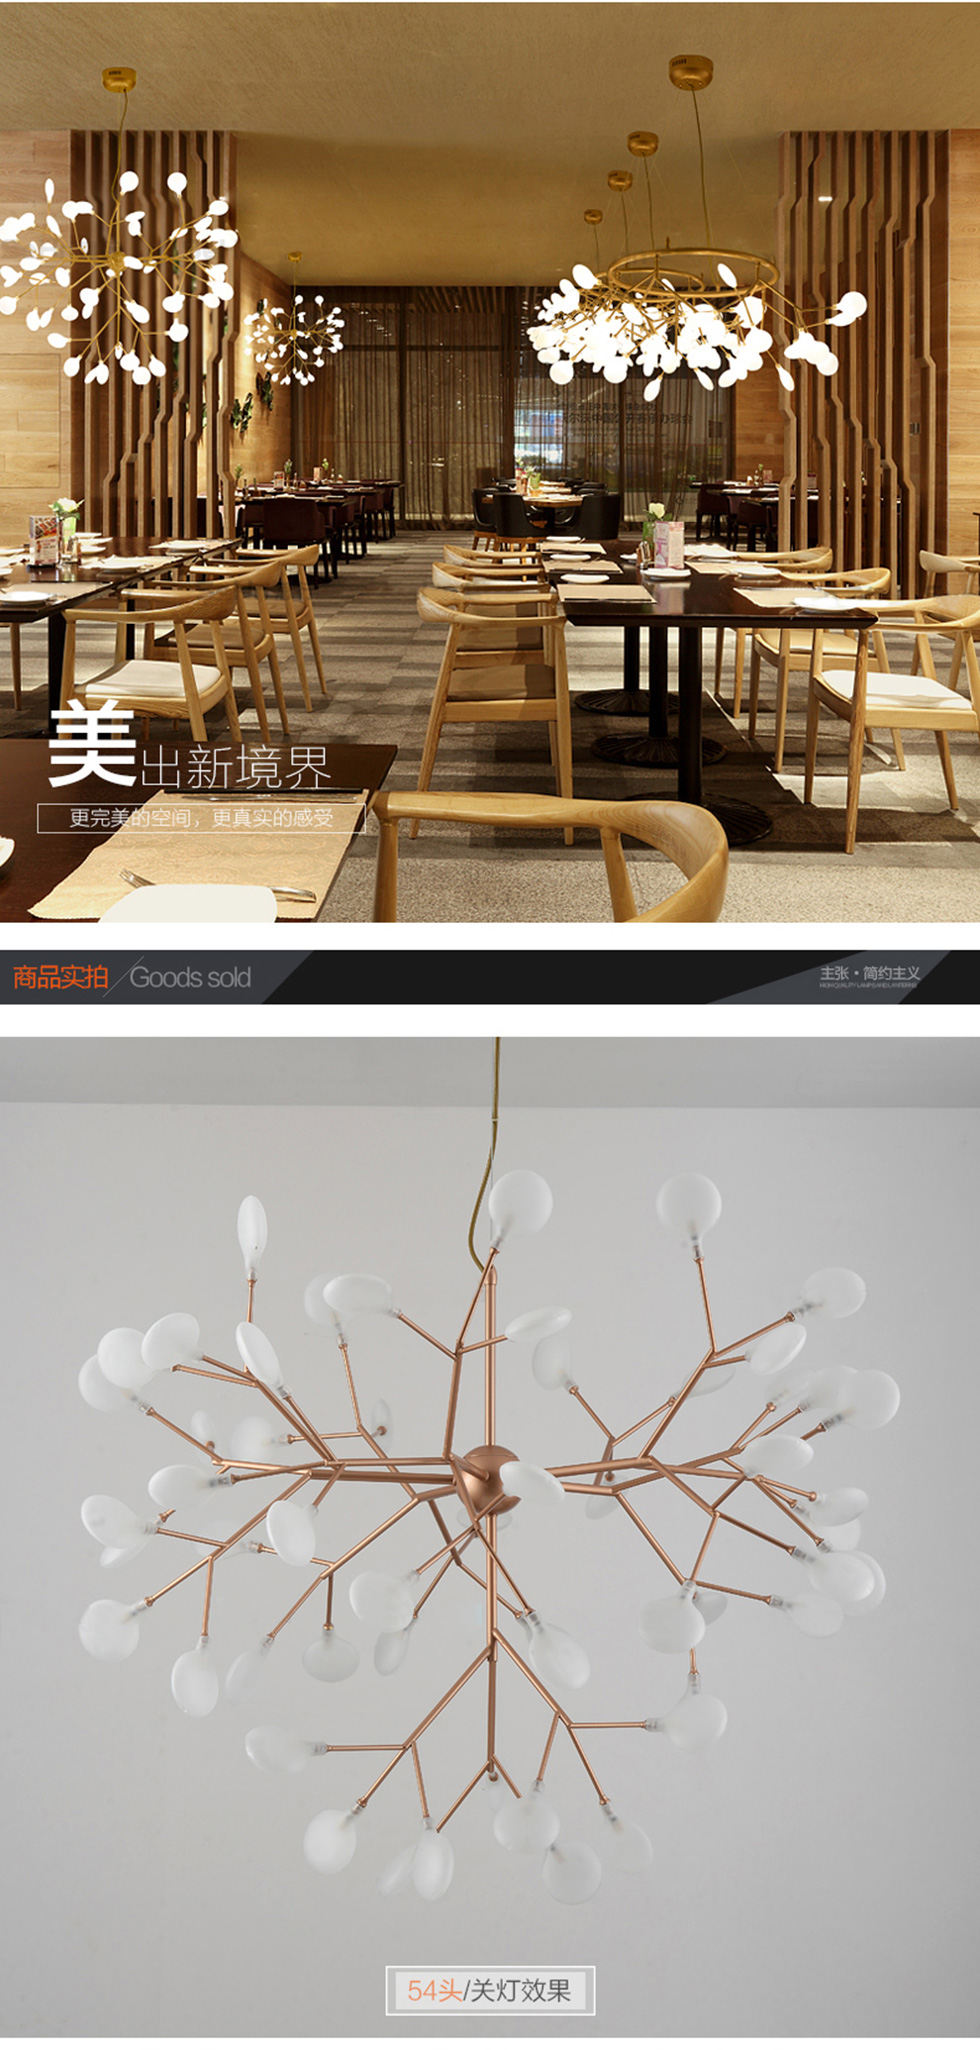 美出新境界
更完美的空间，更真实的感受
商品实拍 Goods sold
主张·简约主义
HIGH QUALITY LAMPS AND LANTERNS
54头/关灯效果